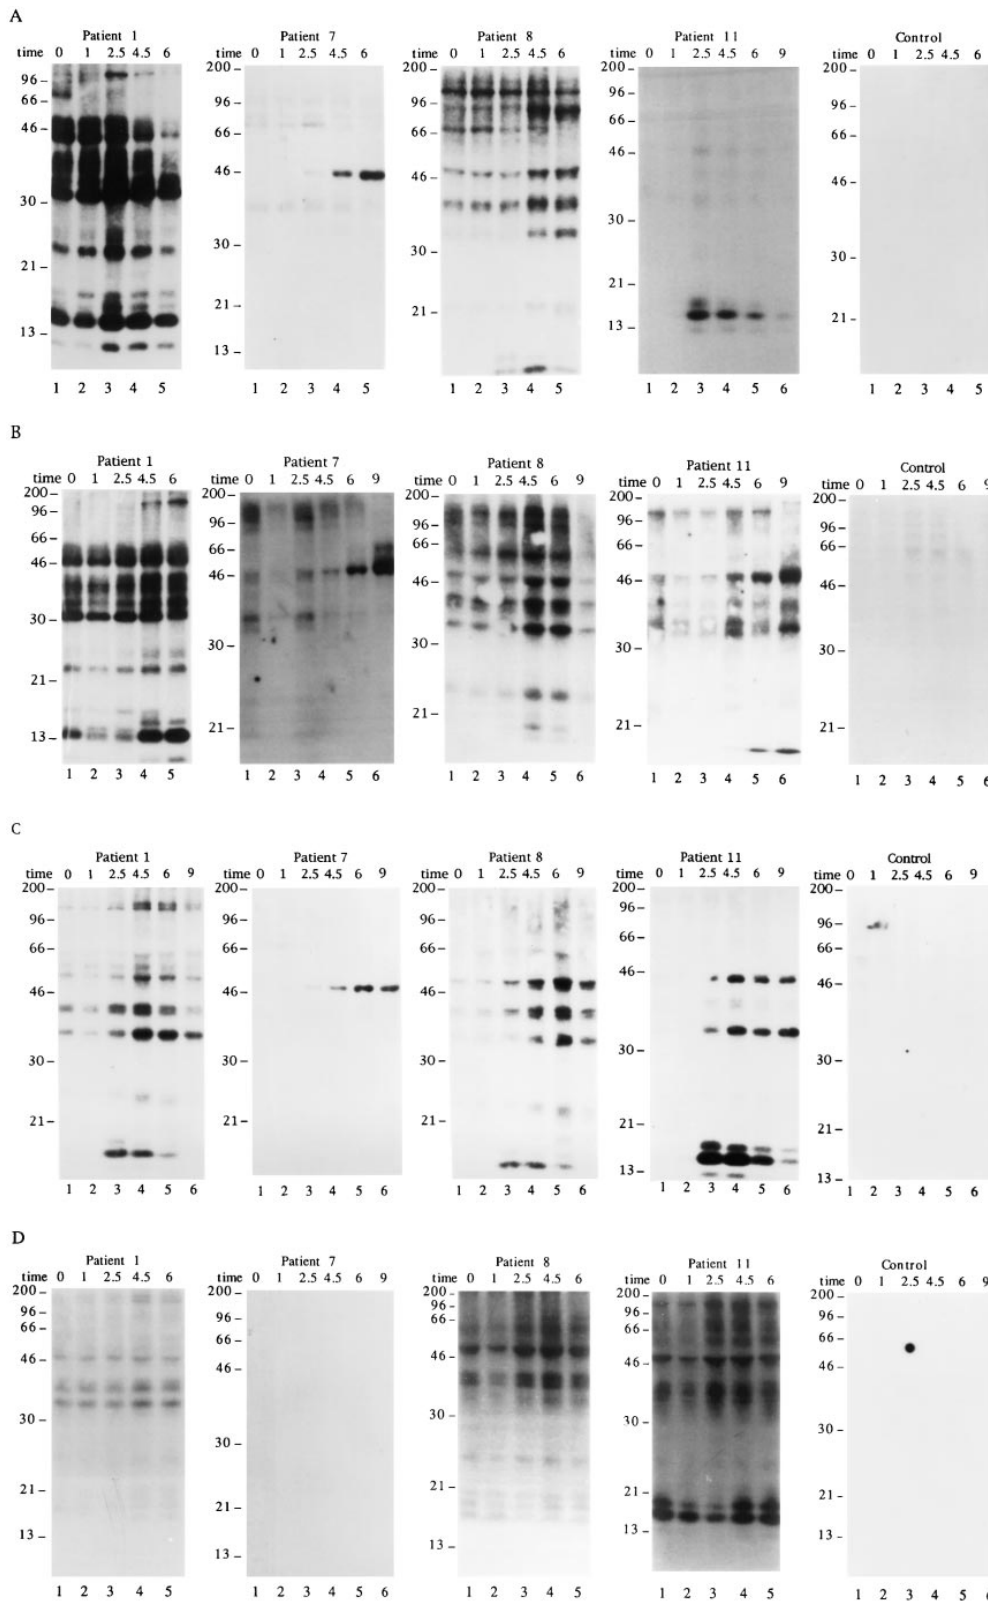 A
Patient 1
time 0 1 2.5 4.5 6
96 –
66 –
46 –
30 –
21 –
13 –
1 2 3 4 5
Patient 7
time 0 1 2.5 4.5 6
200 –
96 –
66 –
46 –
30 –
21 –
13 –
1 2 3 4 5
Patient 8
time 0 1 2.5 4.5 6
200 –
96 –
66 –
46 –
30 –
21 –
1 2 3 4 5
Patient 11
time 0 1 2.5 4.5 6 9
200 –
96 –
66 –
46 –
30 –
21 –
13 –
1 2 3 4 5 6
Control
time 0 1 2.5 4.5 6
200 –
96 –
66 –
46 –
30 –
21 –
1 2 3 4 5
B
Patient 1
time 0 1 2.5 4.5 6
200 –
96 –
66 –
46 –
30 –
21 –
13 –
1 2 3 4 5
Patient 7
time 0 1 2.5 4.5 6 9
200 –
96 –
66 –
46 –
30 –
21 –
1 2 3 4 5 6
Patient 8
time 0 1 2.5 4.5 6 9
200 –
96 –
66 –
46 –
30 –
21 –
1 2 3 4 5 6
Patient 11
time 0 1 2.5 4.5 6 9
200 –
96 –
66 –
46 –
30 –
21 –
1 2 3 4 5 6
Control
time 0 1 2.5 4.5 6 9
200 –
96 –
66 –
46 –
30 –
21 –
1 2 3 4 5 6
C
Patient 1
time 0 1 2.5 4.5 6 9
200 –
96 –
66 –
46 –
30 –
21 –
1 2 3 4 5 6
Patient 7
time 0 1 2.5 4.5 6 9
200 –
96 –
66 –
46 –
30 –
21 –
1 2 3 4 5 6
Patient 8
time 0 1 2.5 4.5 6 9
200 –
96 –
66 –
46 –
30 –
21 –
1 2 3 4 5 6
Patient 11
time 0 1 2.5 4.5 6 9
200 –
96 –
66 –
46 –
30 –
21 –
13 –
1 2 3 4 5 6
Control
time 0 1 2.5 4.5 6 9
200 –
96 –
66 –
46 –
30 –
21 –
13 –
1 2 3 4 5 6
D
Patient 1
time 0 1 2.5 4.5 6
200 –
96 –
66 –
46 –
30 –
21 –
13 –
1 2 3 4 5
Patient 7
time 0 1 2.5 4.5 6 9
200 –
96 –
66 –
46 –
30 –
21 –
13 –
1 2 3 4 5 6
Patient 8
time 0 1 2.5 4.5 6
200 –
96 –
66 –
46 –
30 –
21 –
13 –
1 2 3 4 5
Patient 11
time 0 1 2.5 4.5 6
200 –
96 –
66 –
46 –
30 –
21 –
13 –
1 2 3 4 5
Control
time 0 1 2.5 4.5 6 9
200 –
96 –
66 –
46 –
30 –
21 –
13 –
1 2 3 4 5 6